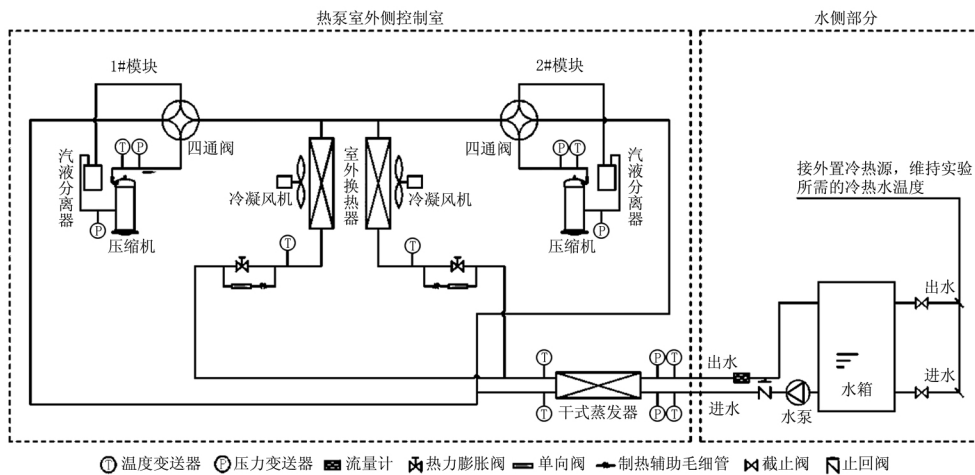 热泵室外侧控制室
水侧部分
1#模块
2#模块
四通阀
四通阀
T
P
P
T
汽液分离器
汽液分离器
室外换热器
冷凝风机
冷凝风机
P
压缩机
P
压缩机
接外置冷热源，维持实验
所需的冷热水温度
T
T
出水
T
P
T
出水
干式蒸发器
进水
水箱
进水
T
P
T
水泵
T 温度变送器
P 压力变送器
流量计
热力膨胀阀
单向阀
制热辅助毛细管
截止阀
止回阀